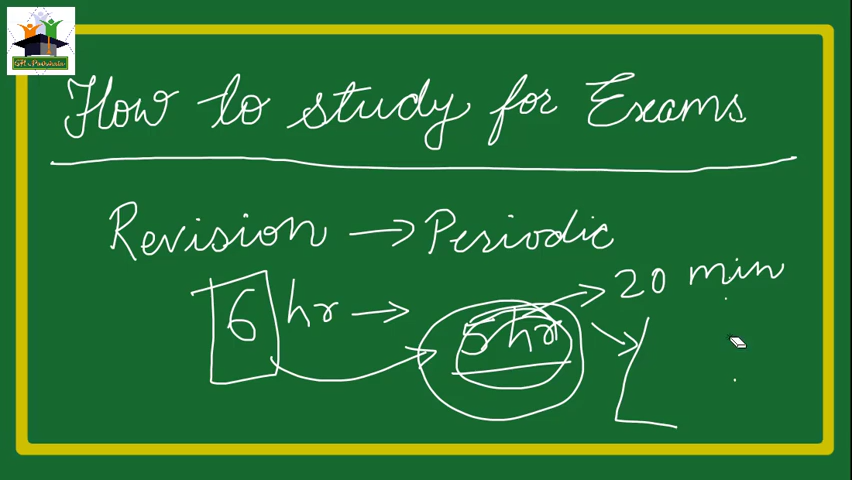 How to study for Exams
Revision → Periodic
6 hr → 5 hr → 20 min